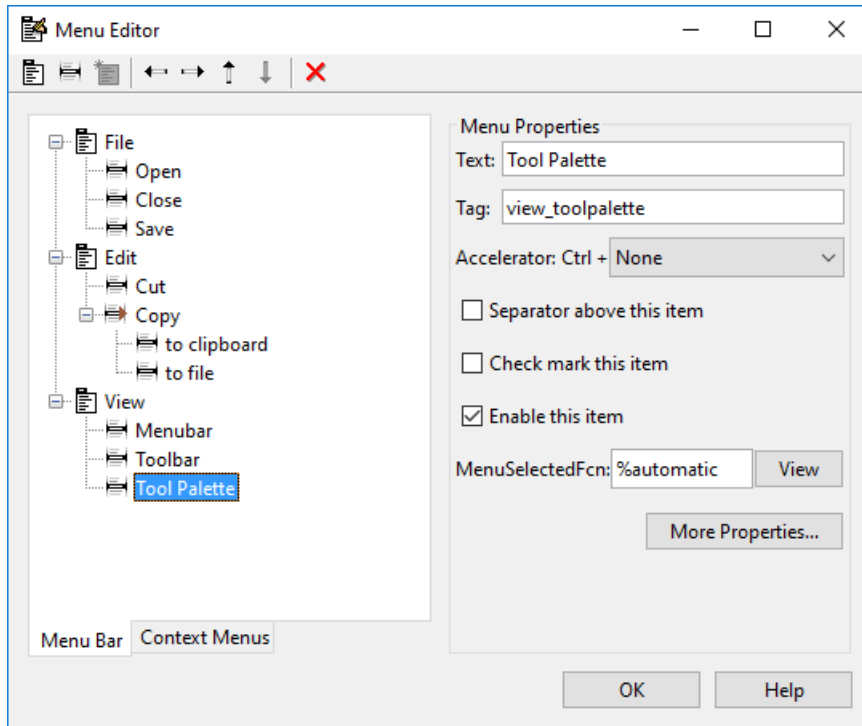 Menu Editor
File
Open
Close
Save
Edit
Cut
Copy
to clipboard
to file
View
Menubar
Toolbar
Tool Palette
Menu Bar
Context Menus
Menu Properties
Text: Tool Palette
Tag: view_toolpalette
Accelerator: Ctrl + None
Separator above this item
Check mark this item
Enable this item
MenuSelectedFcn: %automatic View
More Properties...
OK
Help